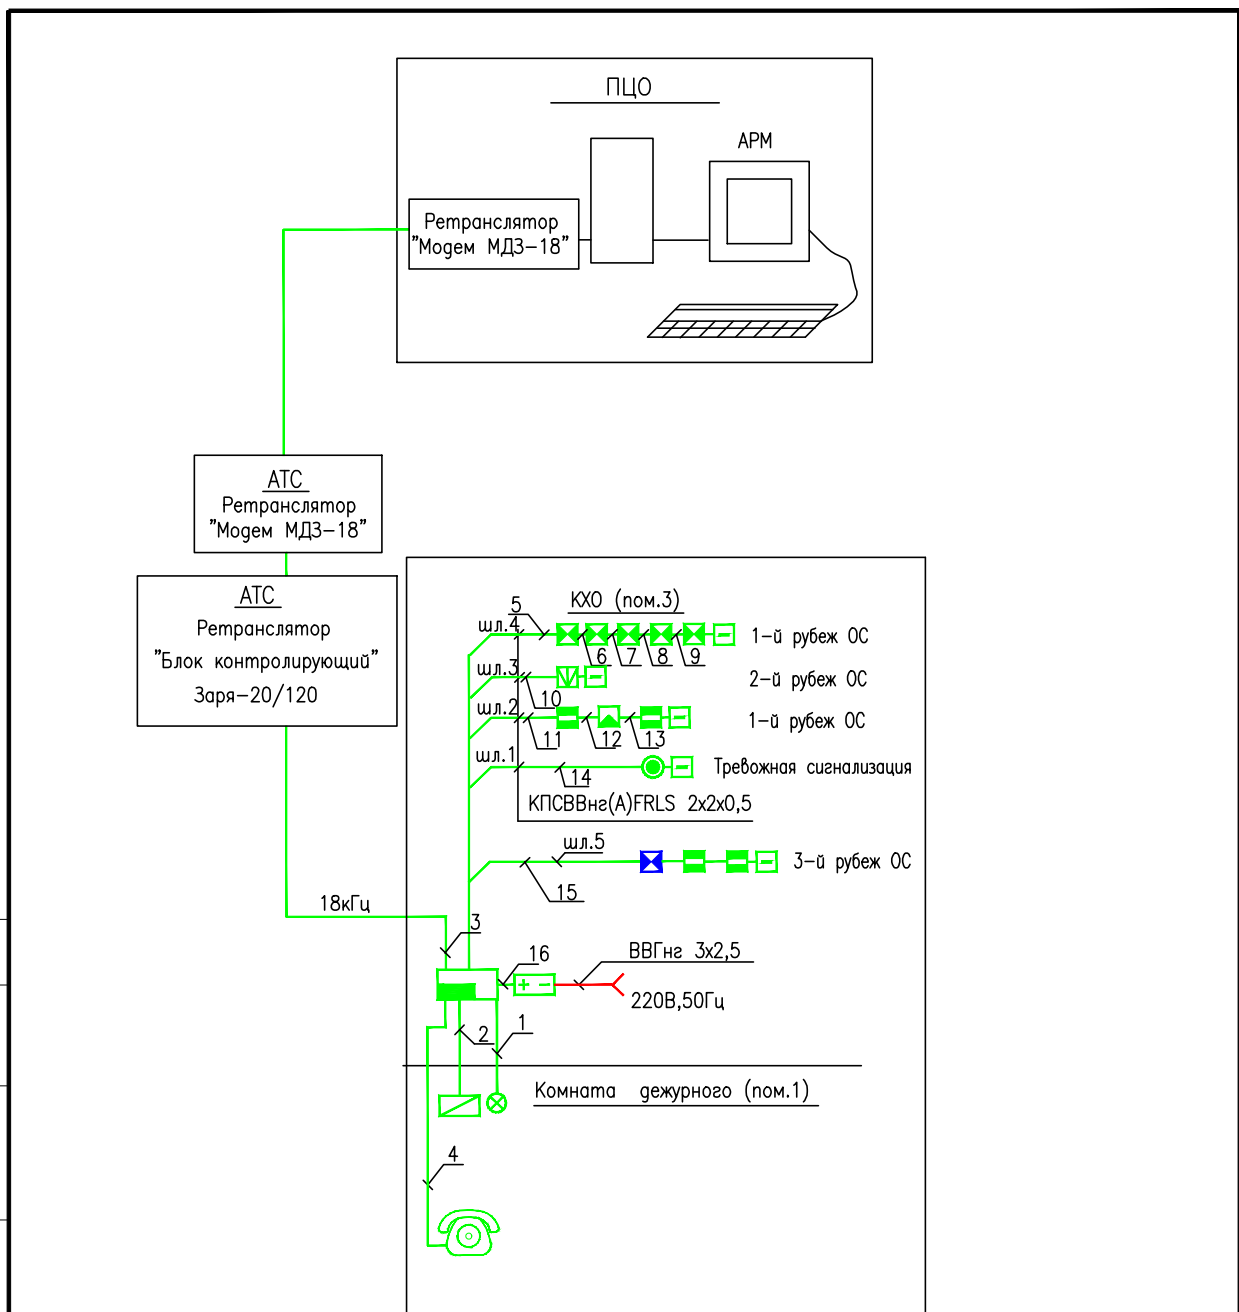 ПЦО
АРМ
Ретранслятор
"Модем МДЗ-18"
АТС
Ретранслятор
"Модем МДЗ-18"
АТС
Ретранслятор
"Блок контролирующий"
Заря-20/120
КХО (пом.3)
5
шл.4
1-й рубеж ОС
6 7 8 9
шл.3
2-й рубеж ОС
10
шл.2
1-й рубеж ОС
11 12 13
шл.1
Тревожная сигнализация
14
КПСВВнг(А)FRLS 2х2х0,5
шл.5
3-й рубеж ОС
15
18кГц
3
16
ВВГнг 3х2,5
220В,50Гц
2
1
Комната дежурного (пом.1)
4